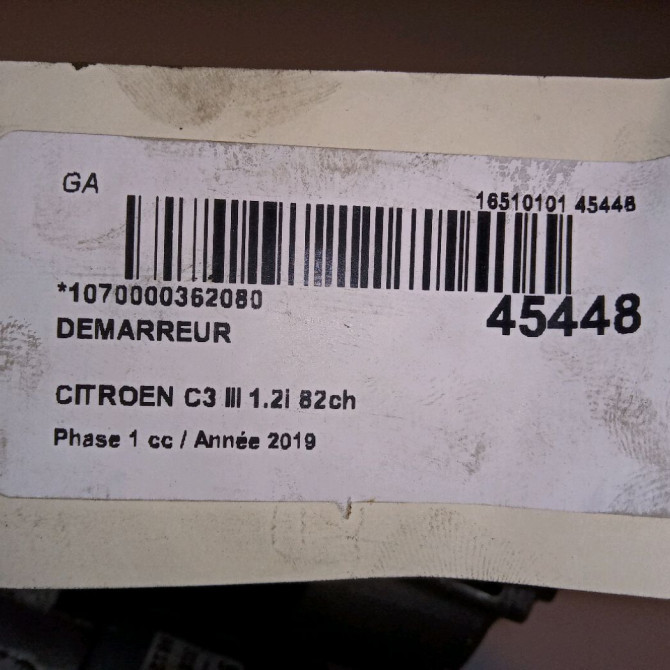 GA
16510101 45448
*1070000362080
45448
DEMARREUR
CITROEN C3 III 1.2i 82ch
Phase 1 cc / Année 2019